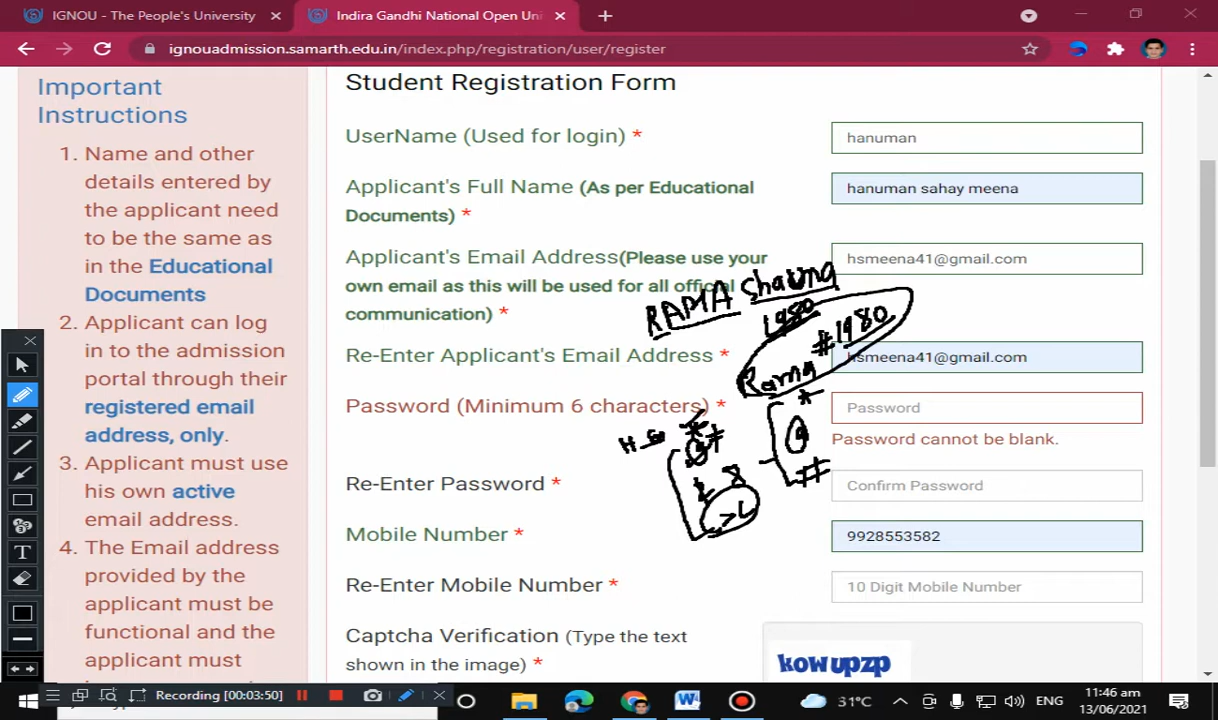 IGNOU - The People's University
Indira Gandhi National Open Uni
ignouadmission.samarth.edu.in/index.php/registration/user/register
Important
Instructions
1. Name and other
details entered by
the applicant need
to be the same as
in the Educational
Documents
2. Applicant can log
in to the admission
portal through their
registered email
address, only.
3. Applicant must use
his own active
email address.
4. The Email address
provided by the
applicant must be
functional and the
applicant must
Student Registration Form
UserName (Used for login) *
hanuman
Applicant's Full Name (As per Educational
Documents) *
hanuman sahay meena
Applicant's Email Address(Please use your
own email as this will be used for all official
communication) *
hsmeena41@gmail.com
RAMA Sharma
1980
Rama #1980
Re-Enter Applicant's Email Address *
hsmeena41@gmail.com
Password (Minimum 6 characters) *
Password
Password cannot be blank.
Re-Enter Password *
Confirm Password
Mobile Number *
9928553582
Re-Enter Mobile Number *
10 Digit Mobile Number
Captcha Verification (Type the text
shown in the image) *
kowupzp
Recording [00:03:50]
31°C
ENG
11:46 am
13/06/2021